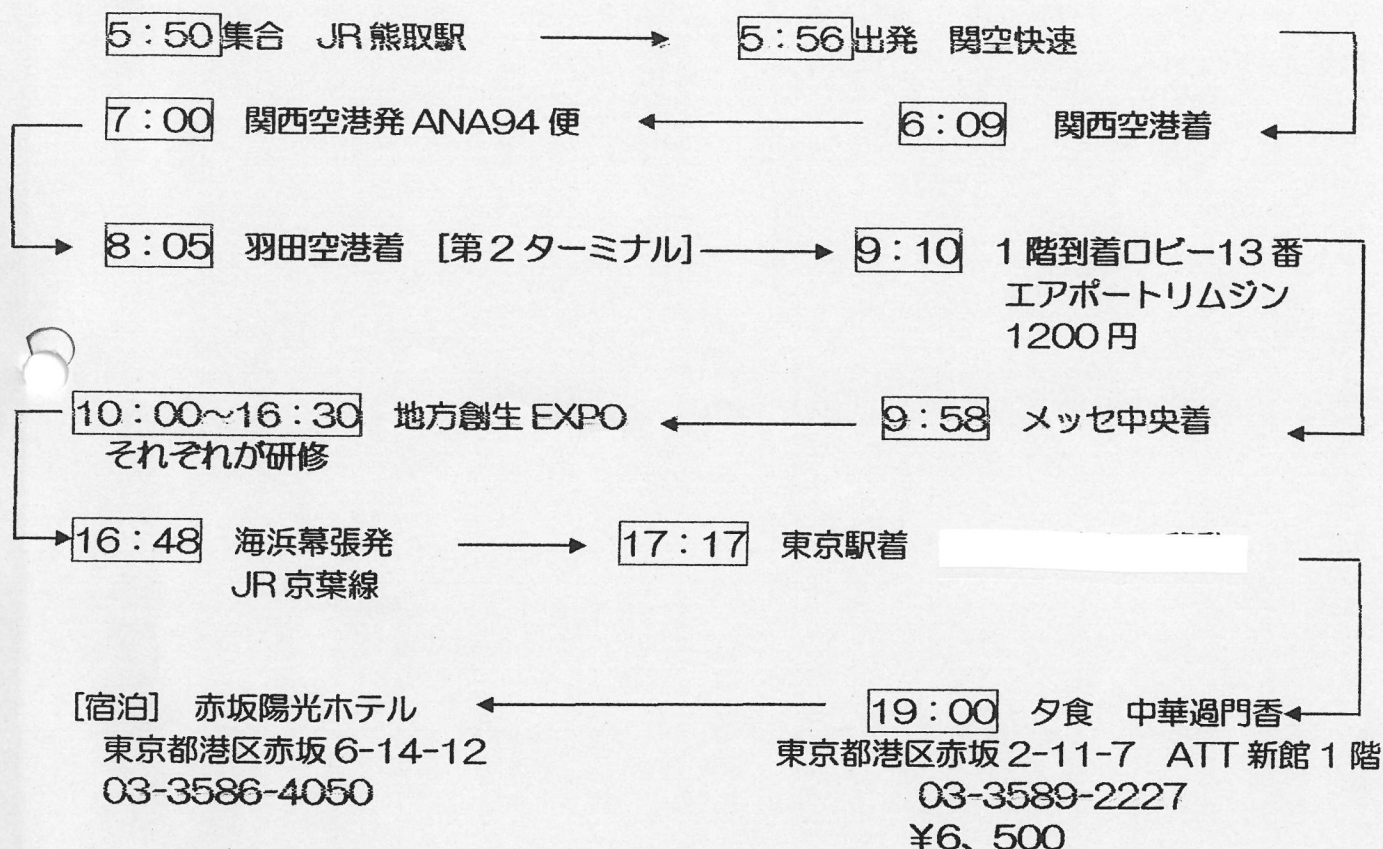 5：50集合　JR熊取駅　5：56出発　関空快速
7：00　関西空港発ANA94便　6：09　関西空港着
8：05　羽田空港着　[第2ターミナル]　9：10　1階到着ロビー13番
エアポートリムジン
1200円
10：00～16：30　地方創生EXPO　9：58　メッセ中央着
それぞれが研修
16：48　海浜幕張発　17：17　東京駅着
JR京葉線
[宿泊]　赤坂陽光ホテル　19：00　夕食　中華過門香
東京都港区赤坂6-14-12　東京都港区赤坂2-11-7　ATT新館1階
03-3586-4050　03-3589-2227
¥6、500